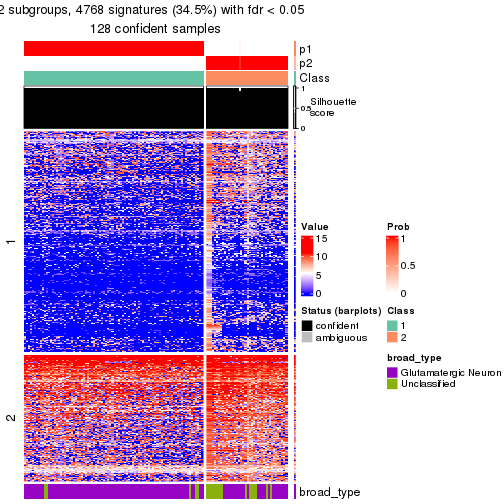 2 subgroups, 4768 signatures (34.5%) with fdr < 0.05
128 confident samples
p1
p2
Class
1
0.5
0
Silhouette
score
1
2
broad_type
Value
15
10
5
0
Prob
1
0.5
0
Status (barplots)
confident
ambiguous
Class
1
2
broad_type
Glutamatergic Neuron
Unclassified